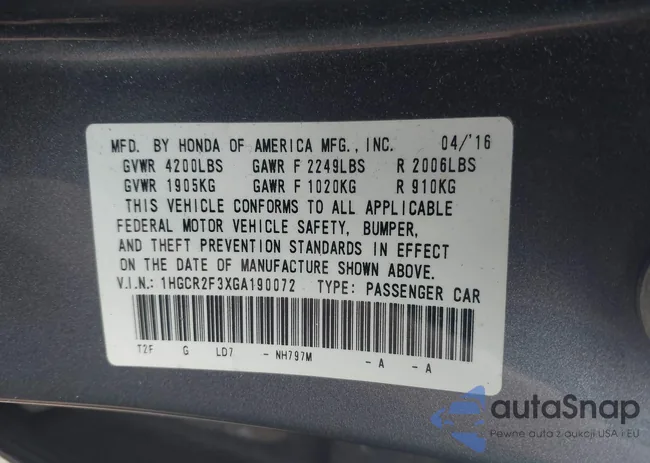 MFD. BY HONDA OF AMERICA MFG., INC. 04/'16
GVWR 4200LBS GAWR F 2249LBS R 2006LBS
GVWR 1905KG GAWR F 1020KG R 910KG
THIS VEHICLE CONFORMS TO ALL APPLICABLE
FEDERAL MOTOR VEHICLE SAFETY, BUMPER,
AND THEFT PREVENTION STANDARDS IN EFFECT
ON THE DATE OF MANUFACTURE SHOWN ABOVE.
V.I.N.: 1HGCR2F3XGA190072 TYPE: PASSENGER CAR
T2F G LD7 - NH797M - A - A
autaSnap
Pewne auta z aukcji USA i EU